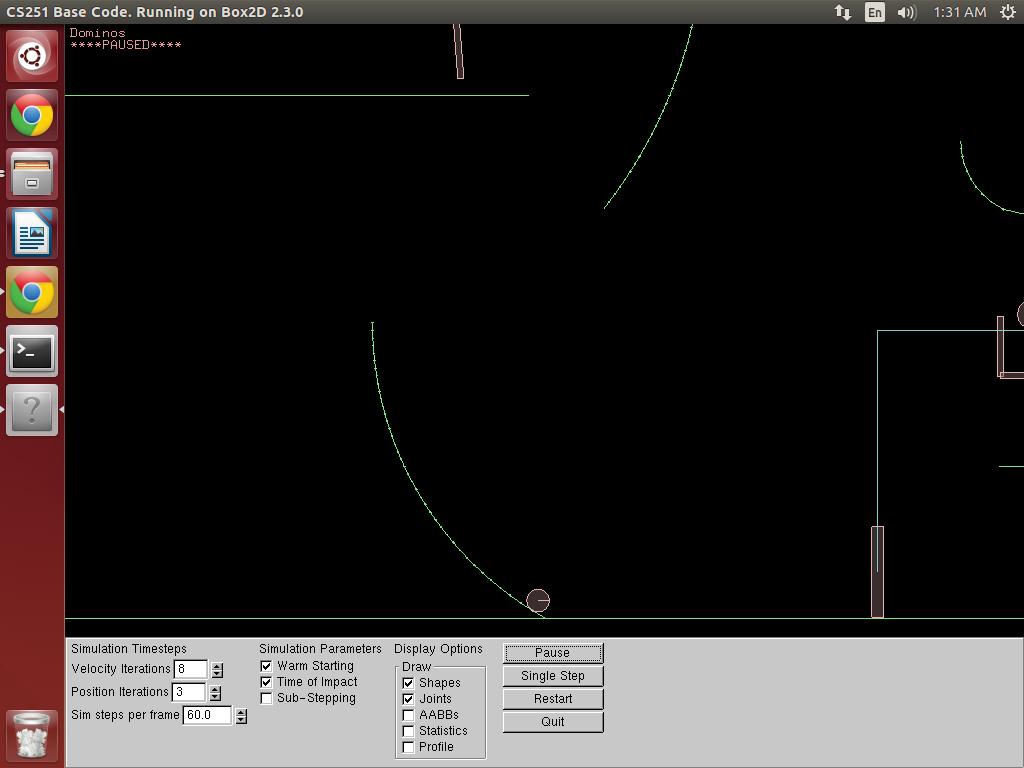 CS251 Base Code. Running on Box2D 2.3.0
En
1:31 AM
Dominos
****PAUSED****
>_
?
Simulation Timesteps
Velocity Iterations 8
Position Iterations 3
Sim steps per frame 60.0
Simulation Parameters
Warm Starting
Time of Impact
Sub-Stepping
Display Options
Draw
Shapes
Joints
AABBs
Statistics
Profile
Pause
Single Step
Restart
Quit